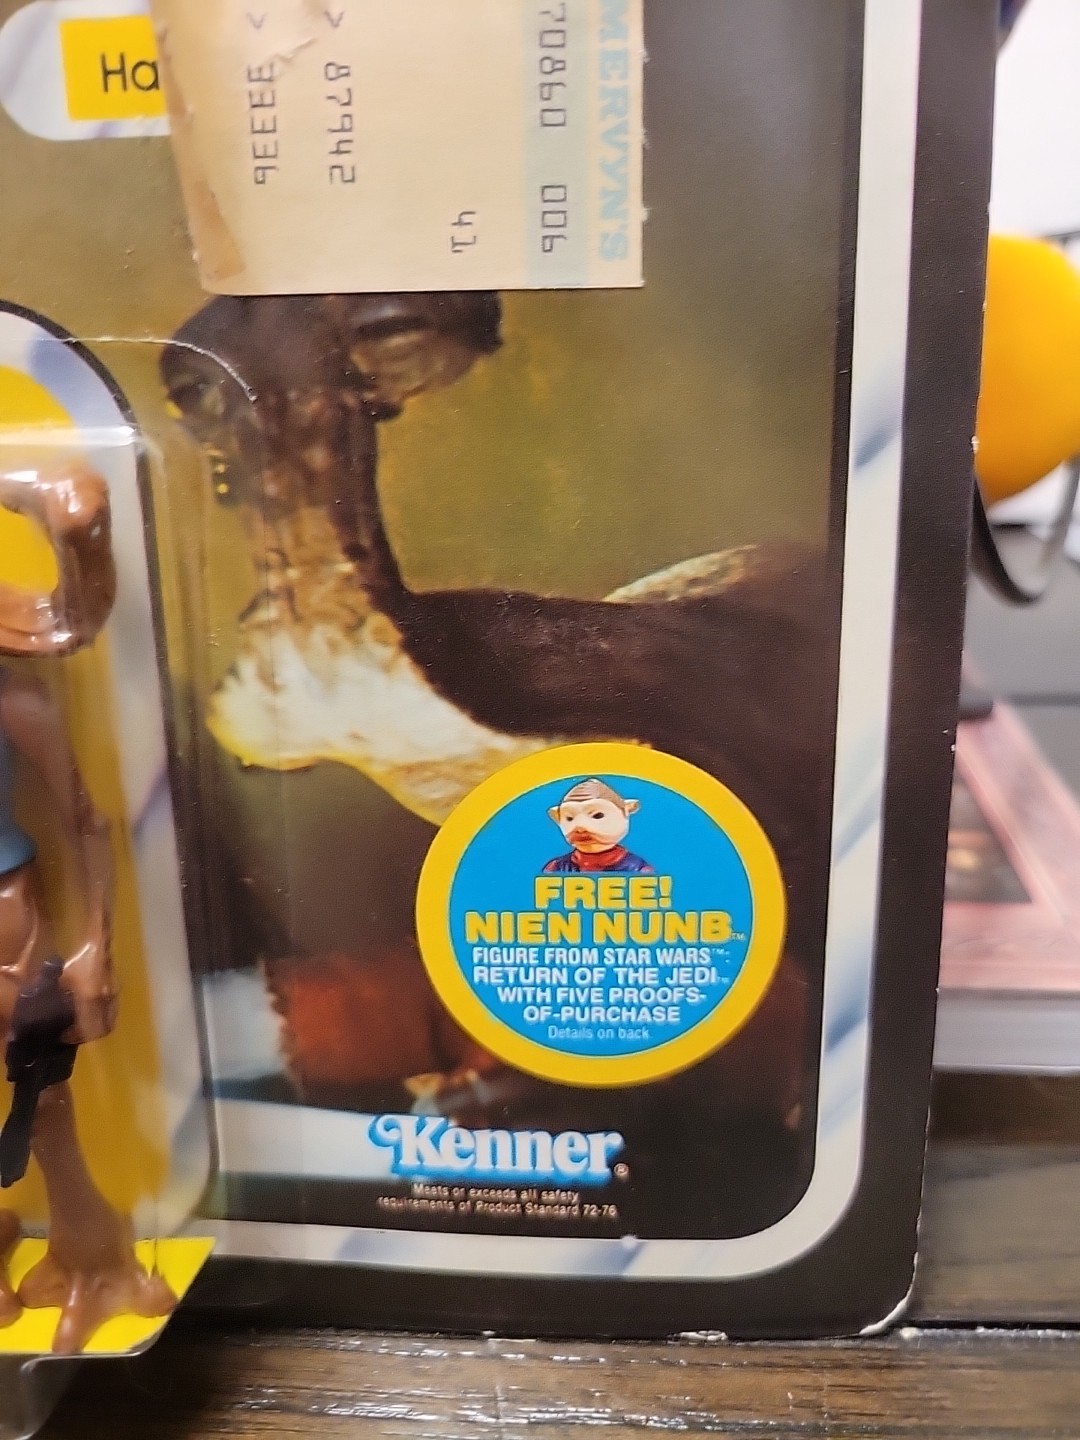 Ha
9EEEE <
87942 >
41
70860 006
MERVYN'S
FREE!
NIEN NUNB™
FIGURE FROM STAR WARS™:
RETURN OF THE JEDI™
WITH FIVE PROOFS-
OF-PURCHASE
Details on back
Kenner®
Meets or exceeds all safety
requirements of Product Standard 72-76